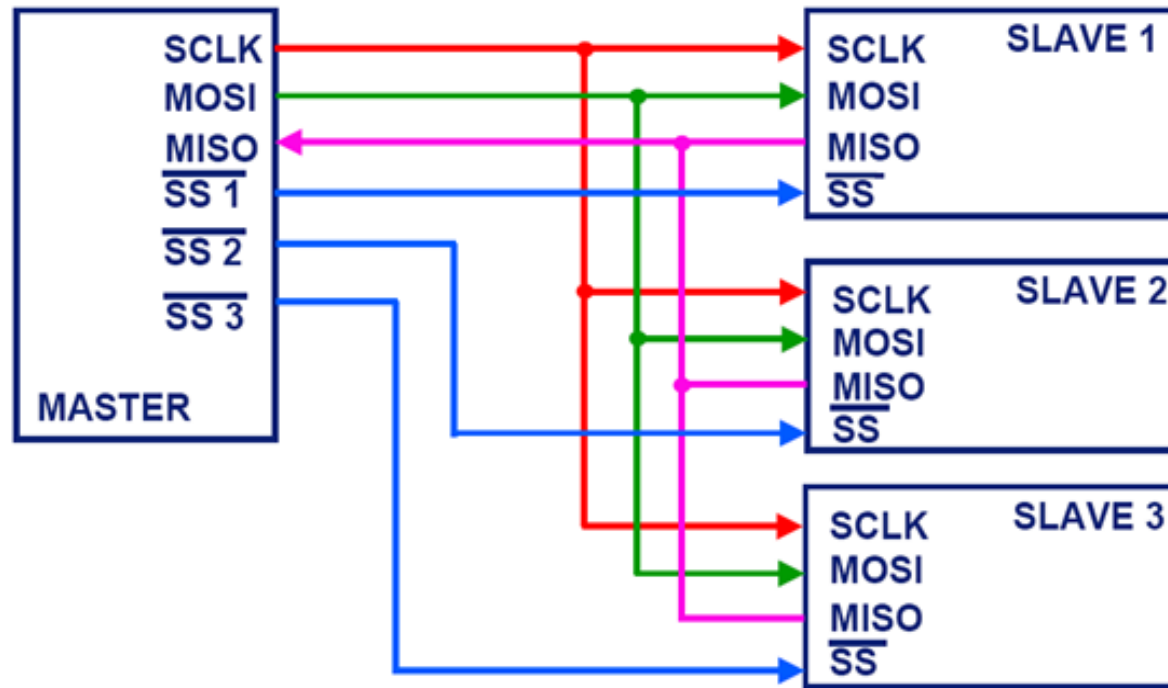 SCLK
MOSI
MISO
SS 1
SS 2
SS 3
MASTER
SLAVE 1
SCLK
MOSI
MISO
SS
SLAVE 2
SCLK
MOSI
MISO
SS
SLAVE 3
SCLK
MOSI
MISO
SS